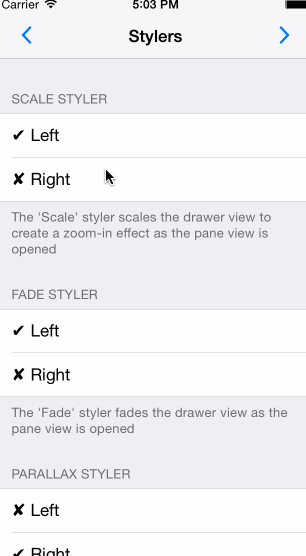 Carrier 5:03 PM
Stylers
SCALE STYLER
✔ Left
✘ Right
The 'Scale' styler scales the drawer view to
create a zoom-in effect as the pane view is
opened
FADE STYLER
✔ Left
✘ Right
The 'Fade' styler fades the drawer view as the
pane view is opened
PARALLAX STYLER
✘ Left
✔ Right